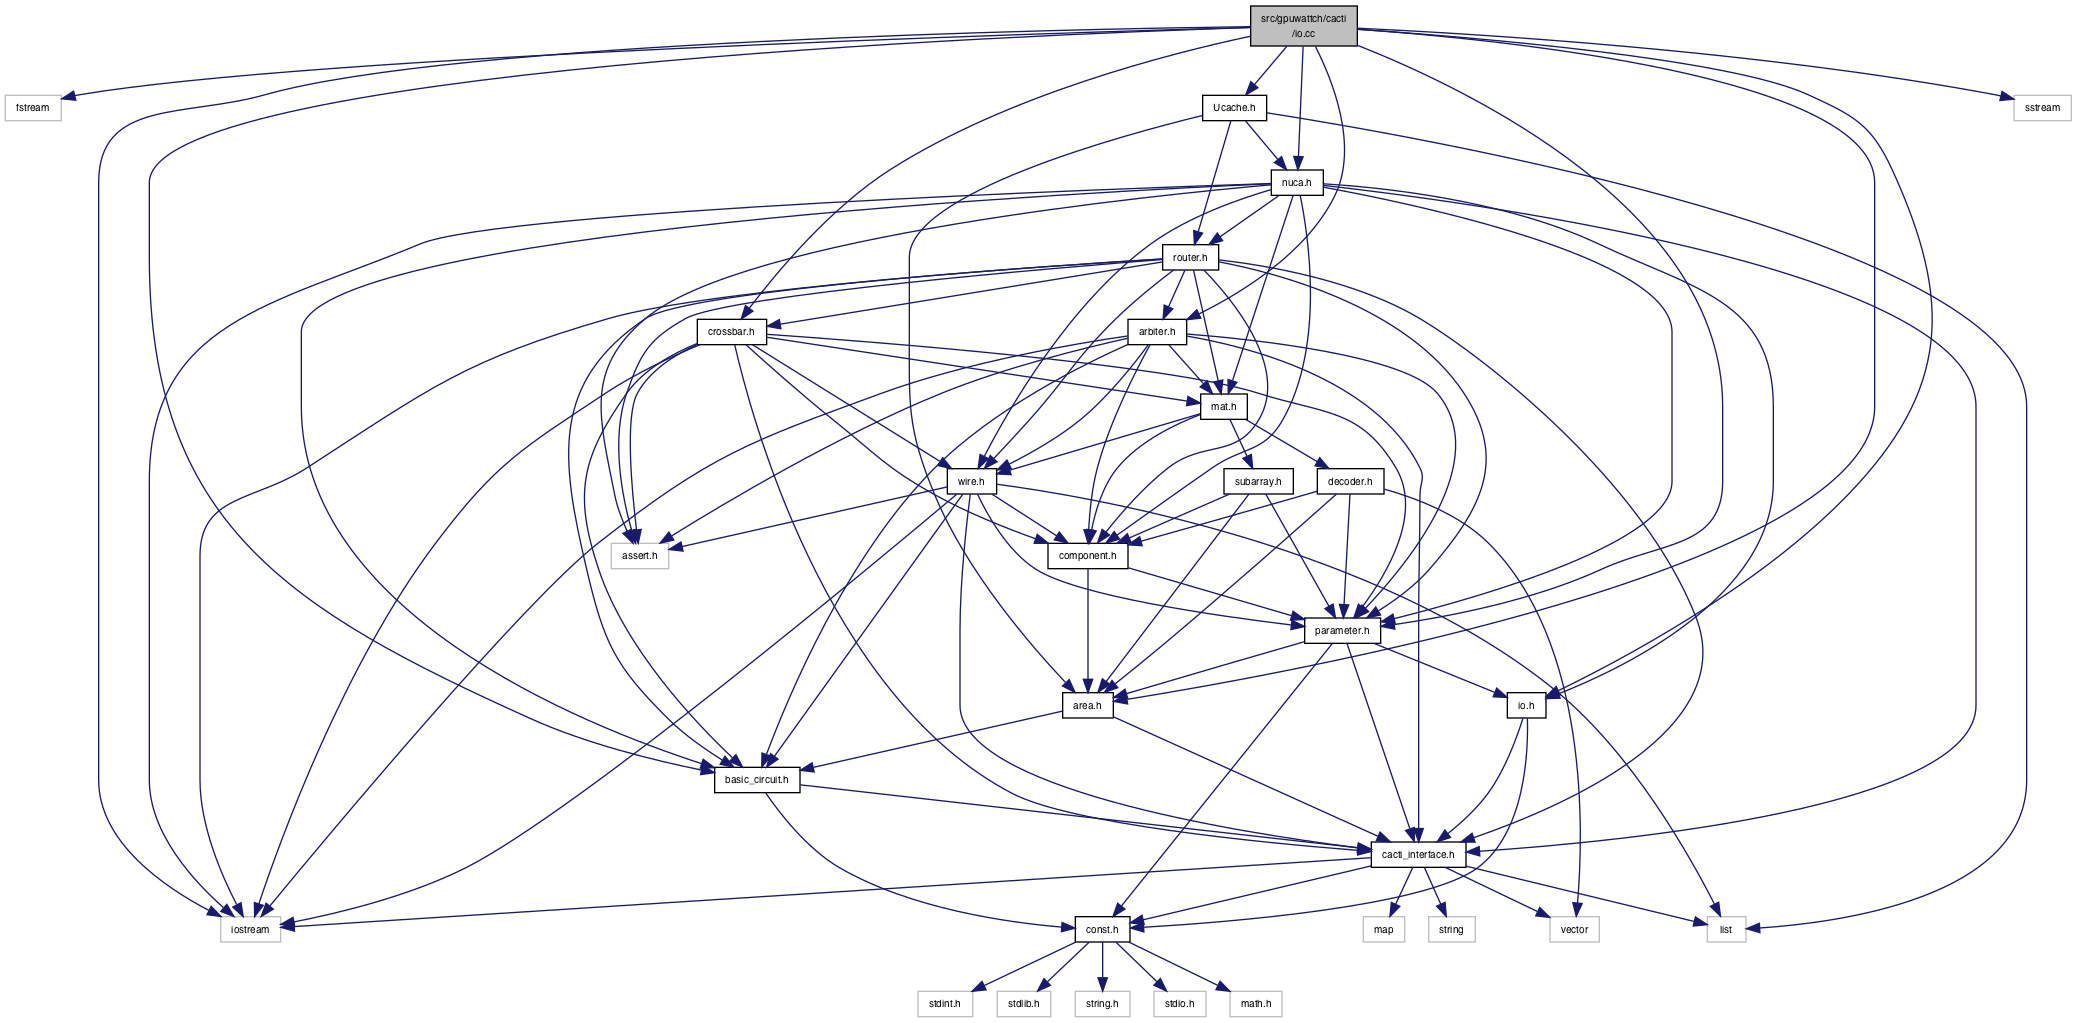 src/gpuwattch/cacti
/io.cc
fstream
Ucache.h
sstream
nuca.h
router.h
crossbar.h
arbiter.h
mat.h
wire.h
subarray.h
decoder.h
assert.h
component.h
parameter.h
area.h
io.h
basic_circuit.h
cacti_interface.h
iostream
const.h
map
string
vector
list
stdint.h
stdlib.h
string.h
stdio.h
math.h